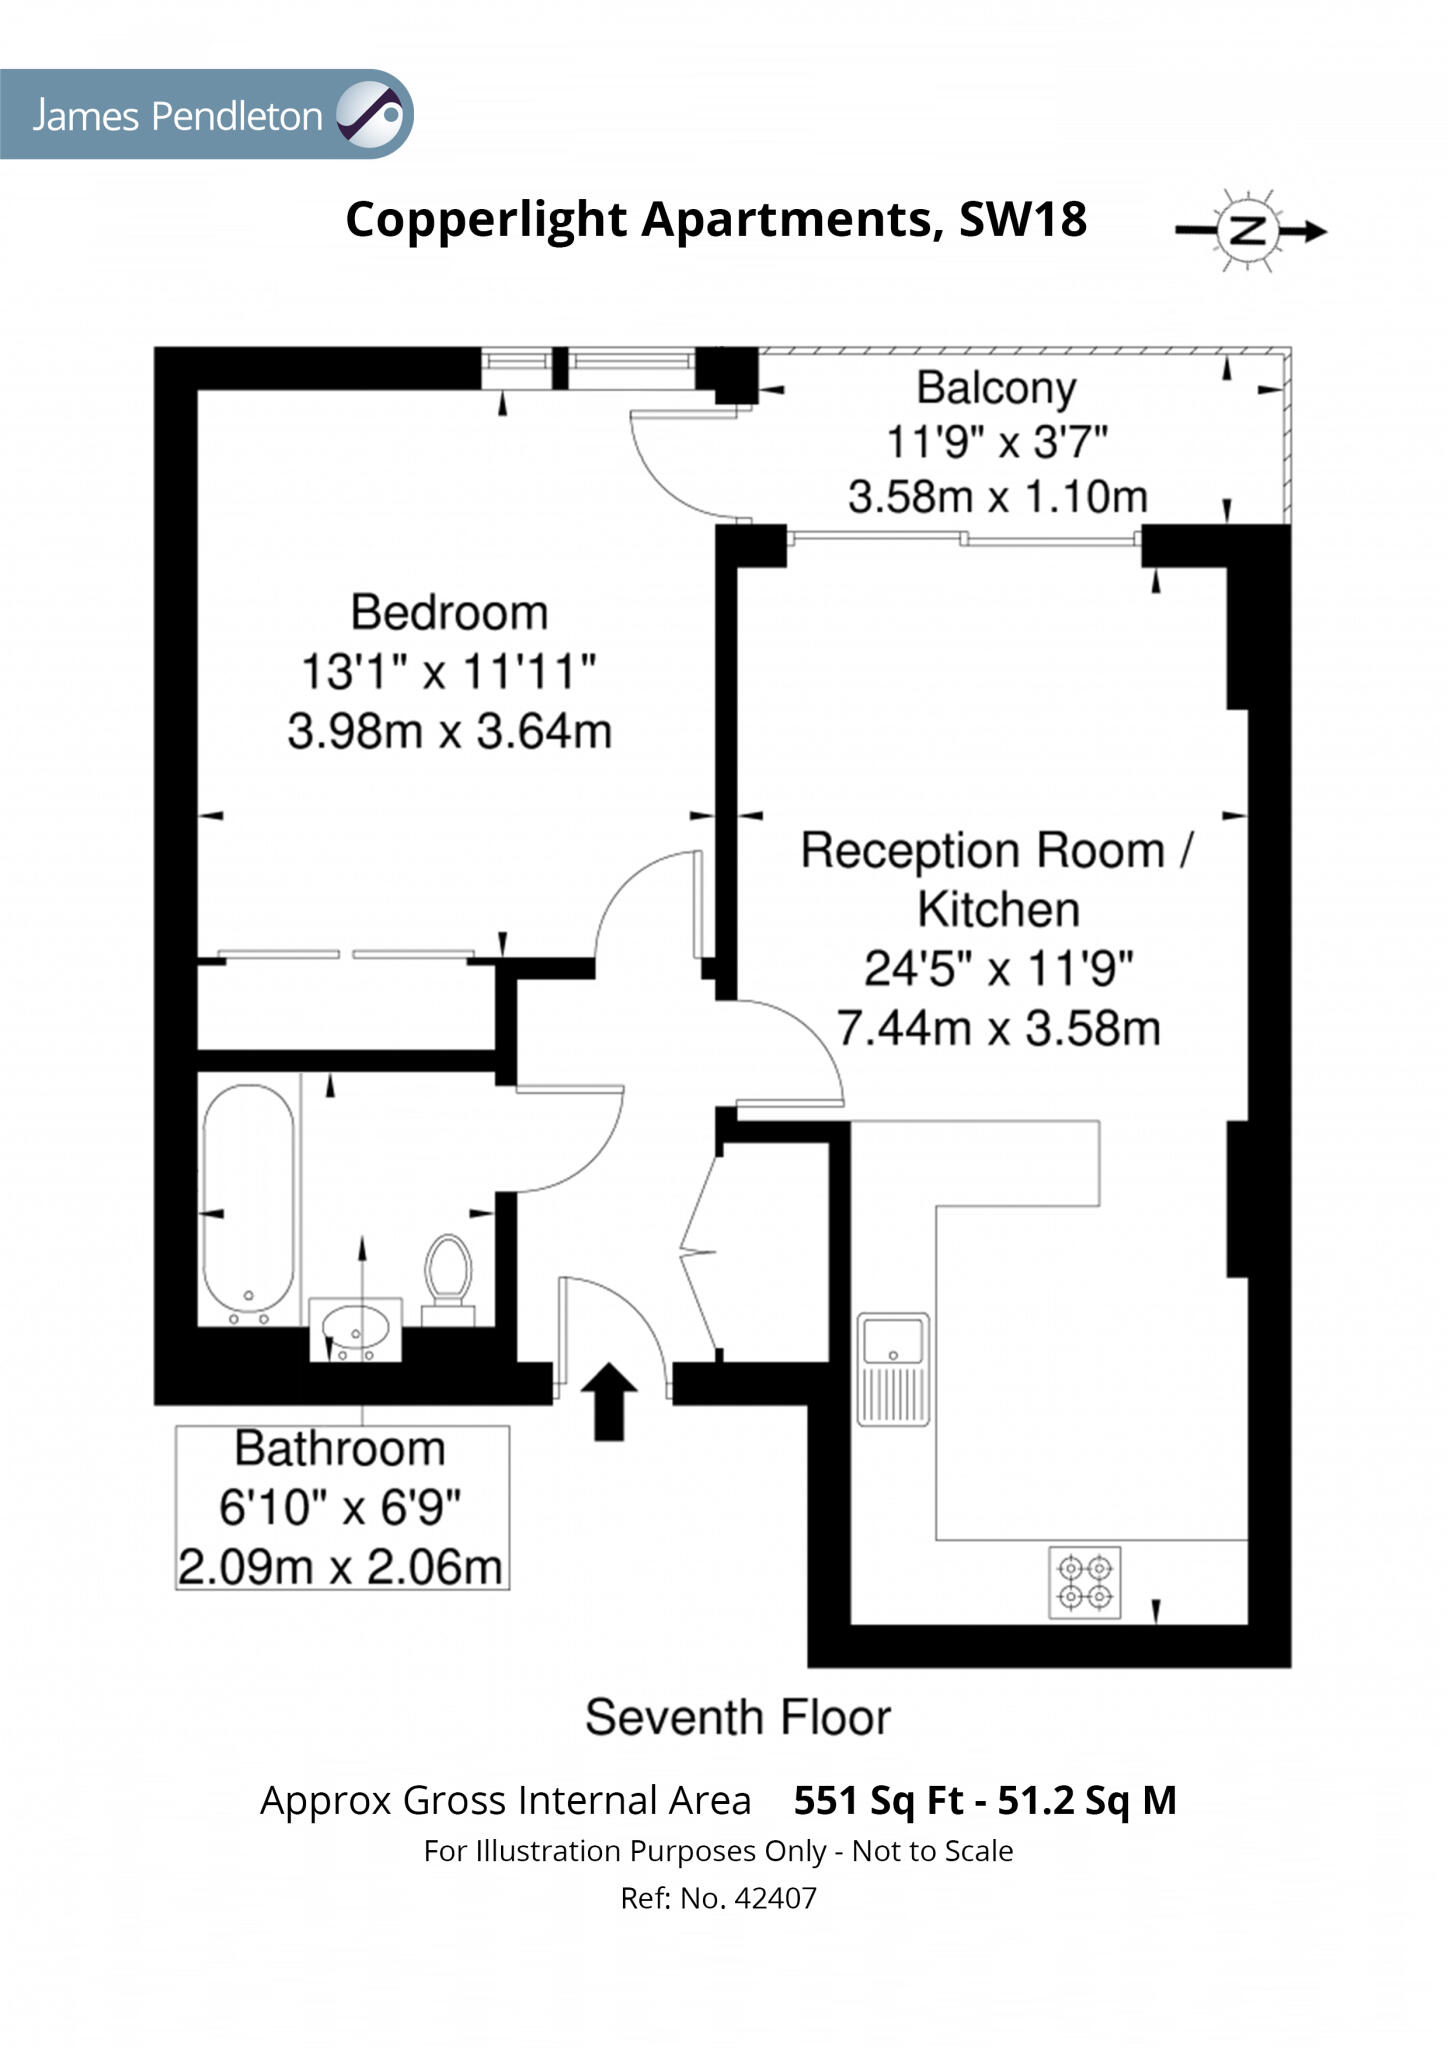 James Pendleton
Copperlight Apartments, SW18
N
Balcony
11'9" x 3'7"
3.58m x 1.10m
Bedroom
13'1" x 11'11"
3.98m x 3.64m
Reception Room /
Kitchen
24'5" x 11'9"
7.44m x 3.58m
Bathroom
6'10" x 6'9"
2.09m x 2.06m
Seventh Floor
Approx Gross Internal Area 551 Sq Ft - 51.2 Sq M
For Illustration Purposes Only - Not to Scale
Ref: No. 42407